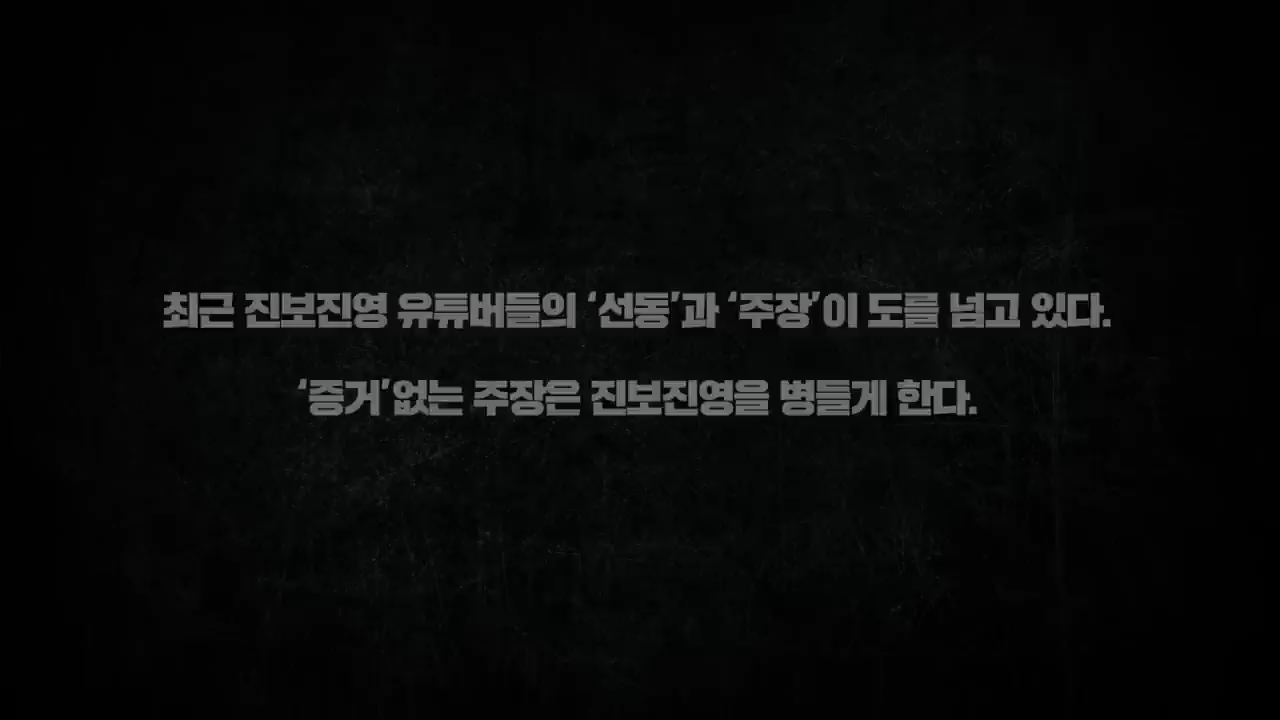 최근 진보진영 유튜버들의 ‘선동’과 ‘주장’이 도를 넘고 있다.
‘증거’없는 주장은 진보진영을 병들게 한다.